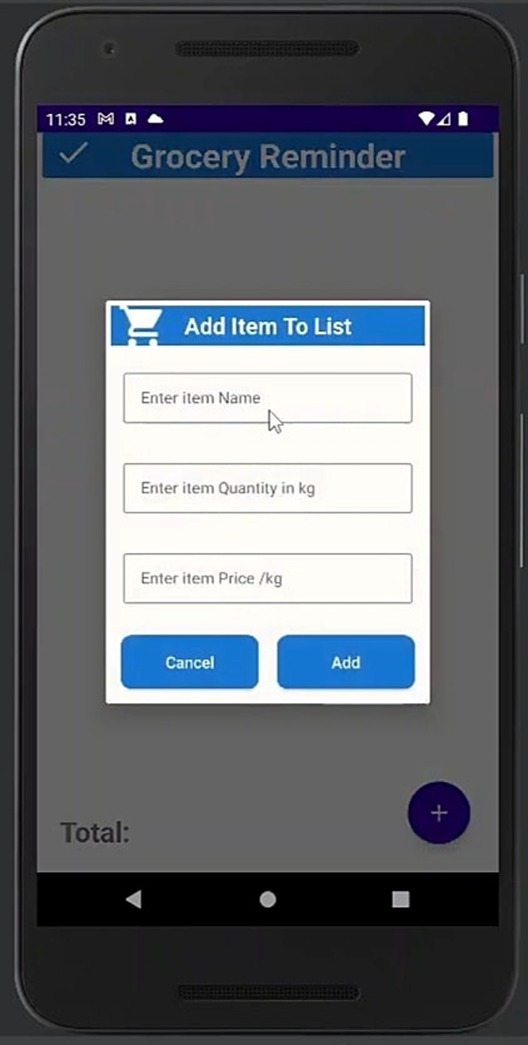 11:35
Grocery Reminder
Add Item To List
Enter item Name
Enter item Quantity in kg
Enter item Price /kg
Cancel
Add
Total: